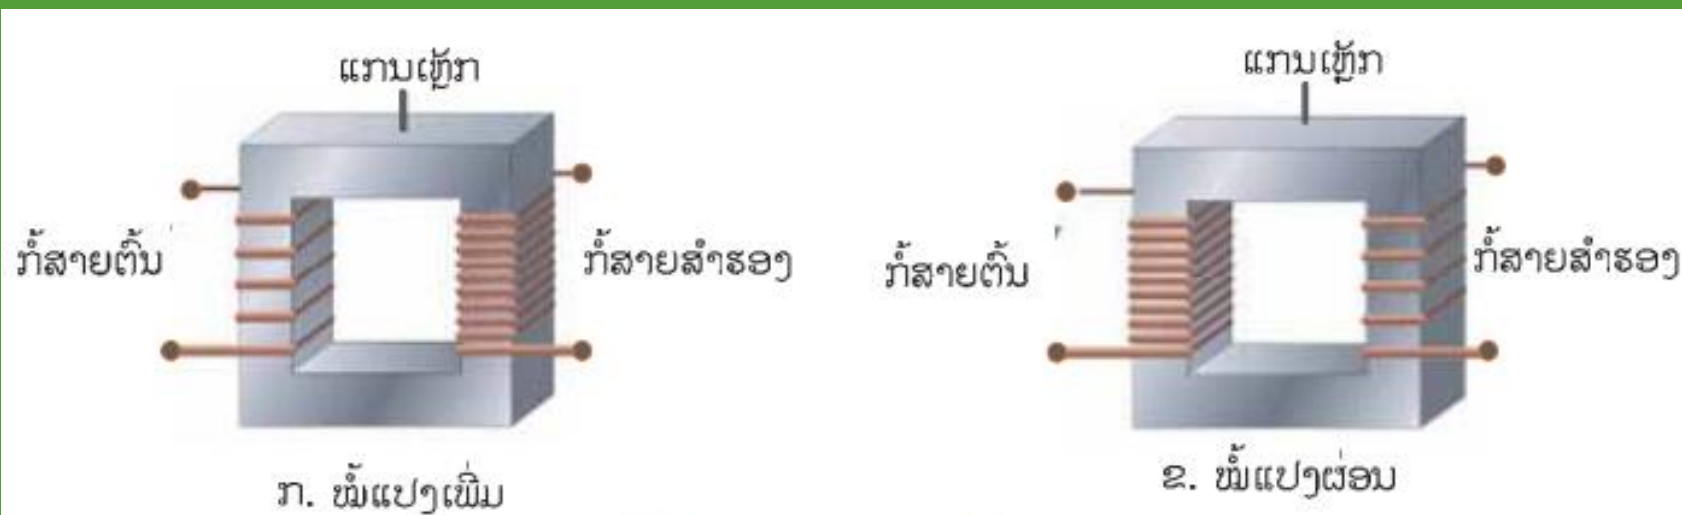 ແກນເຫຼັກ
ກໍ້ສາຍຕົ້ນ
ກໍ້ສາຍສຳຮອງ
ກ. ໝໍ້ແປງເພີ່ມ
ແກນເຫຼັກ
ກໍ້ສາຍຕົ້ນ
ກໍ້ສາຍສຳຮອງ
ຂ. ໝໍ້ແປງຜ່ອນ